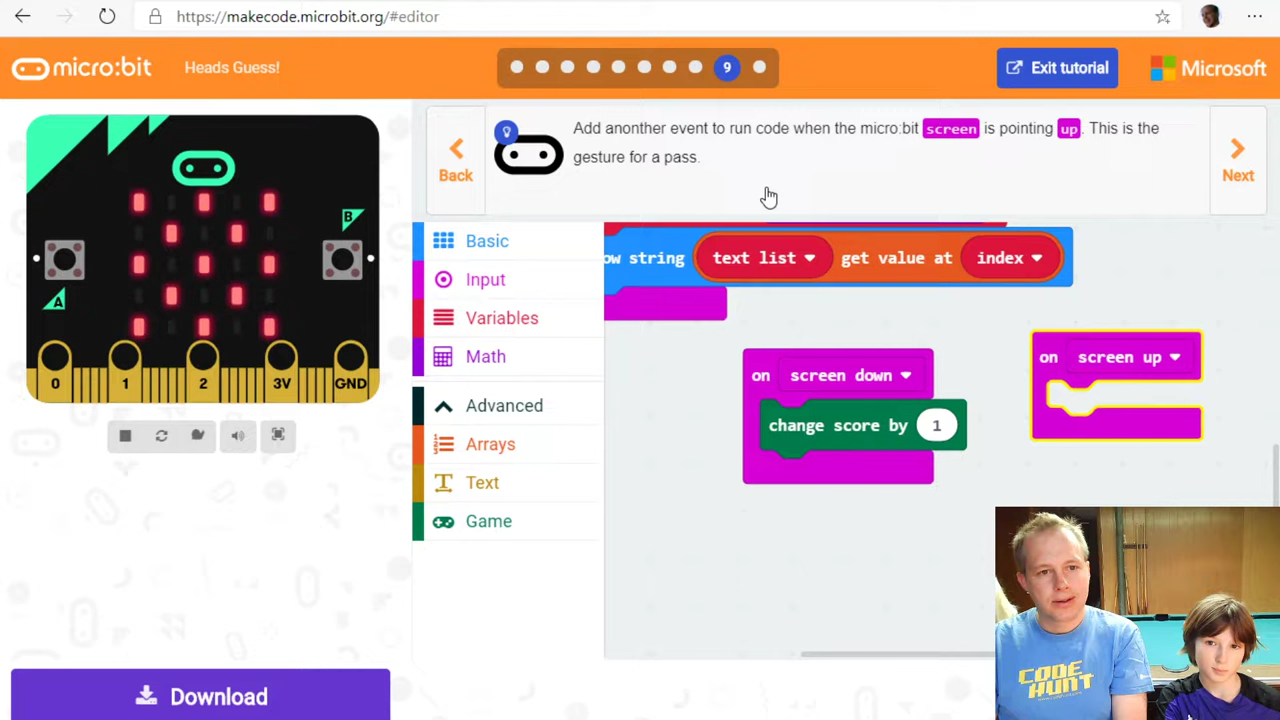 https://makecode.microbit.org/#editor
micro:bit
Heads Guess!
9
Exit tutorial
Microsoft
Back
Add anonther event to run code when the micro:bit screen is pointing up. This is the
gesture for a pass.
Next
A
B
0 1 2 3V GND
Download
Basic
Input
Variables
Math
Advanced
Arrays
Text
Game
ow string text list get value at index
on screen down
change score by 1
on screen up
CODE
HUNT